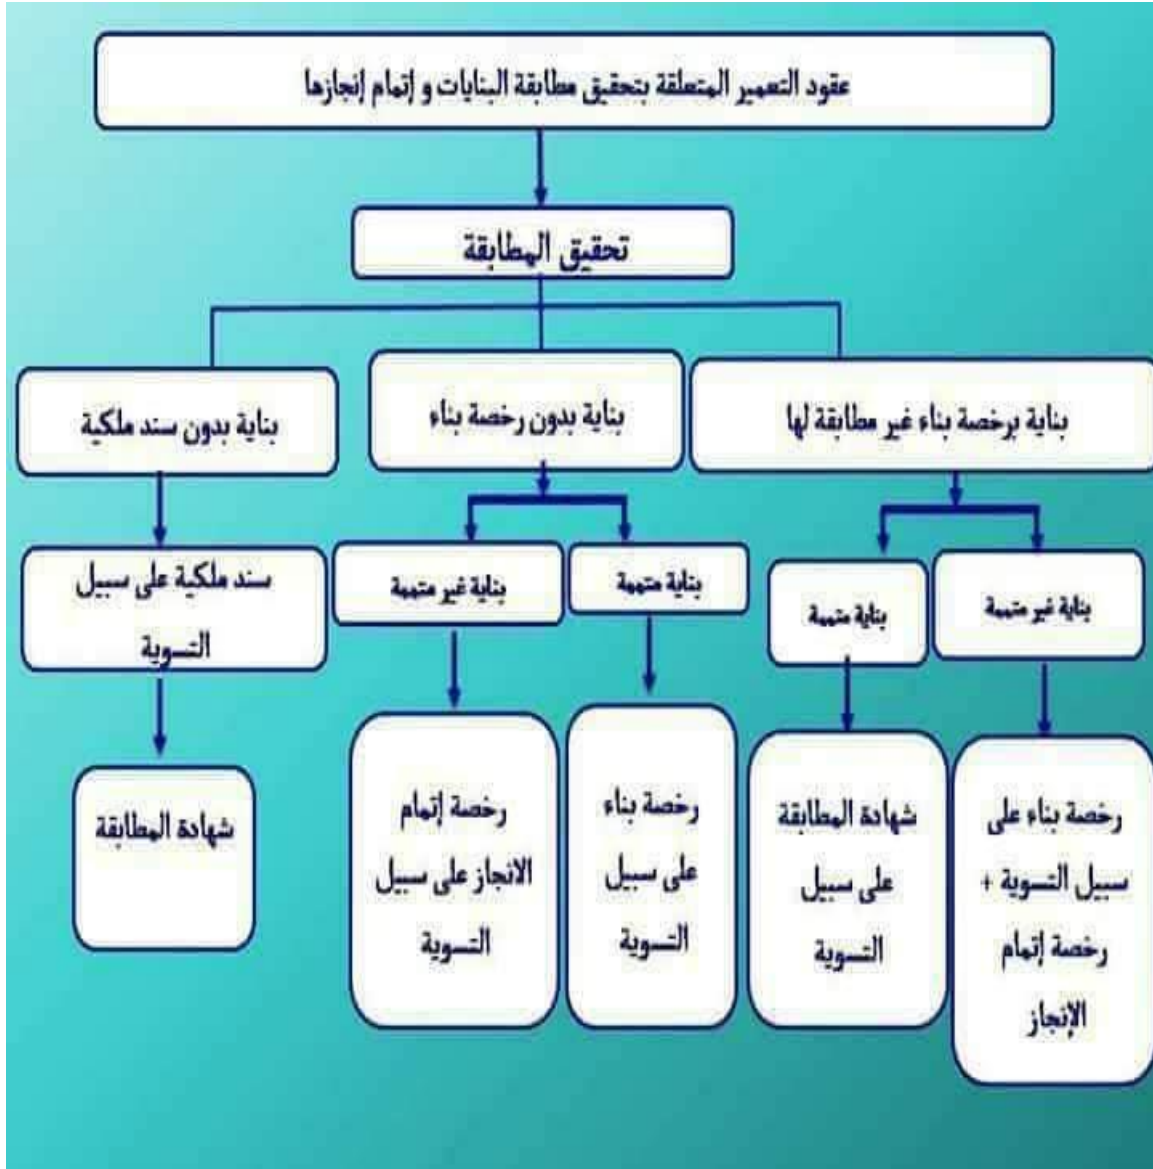 عقود التعمير المتعلقة بتحقيق مطابقة البنايات و إتمام إنجازها
تحقيق المطابقة
بناية برخصة بناء غير مطابقة لها
بناية بدون رخصة بناء
بناية بدون سند ملكية
بناية غير متممة
بناية متممة
بناية متممة
بناية غير متممة
سند ملكية على سبيل
التسوية
رخصة بناء على
سبيل التسوية +
رخصة إتمام
الإنجاز
شهادة المطابقة
على سبيل
التسوية
رخصة بناء
على سبيل
التسوية
رخصة إتمام
الانجاز على سبيل
التسوية
شهادة المطابقة